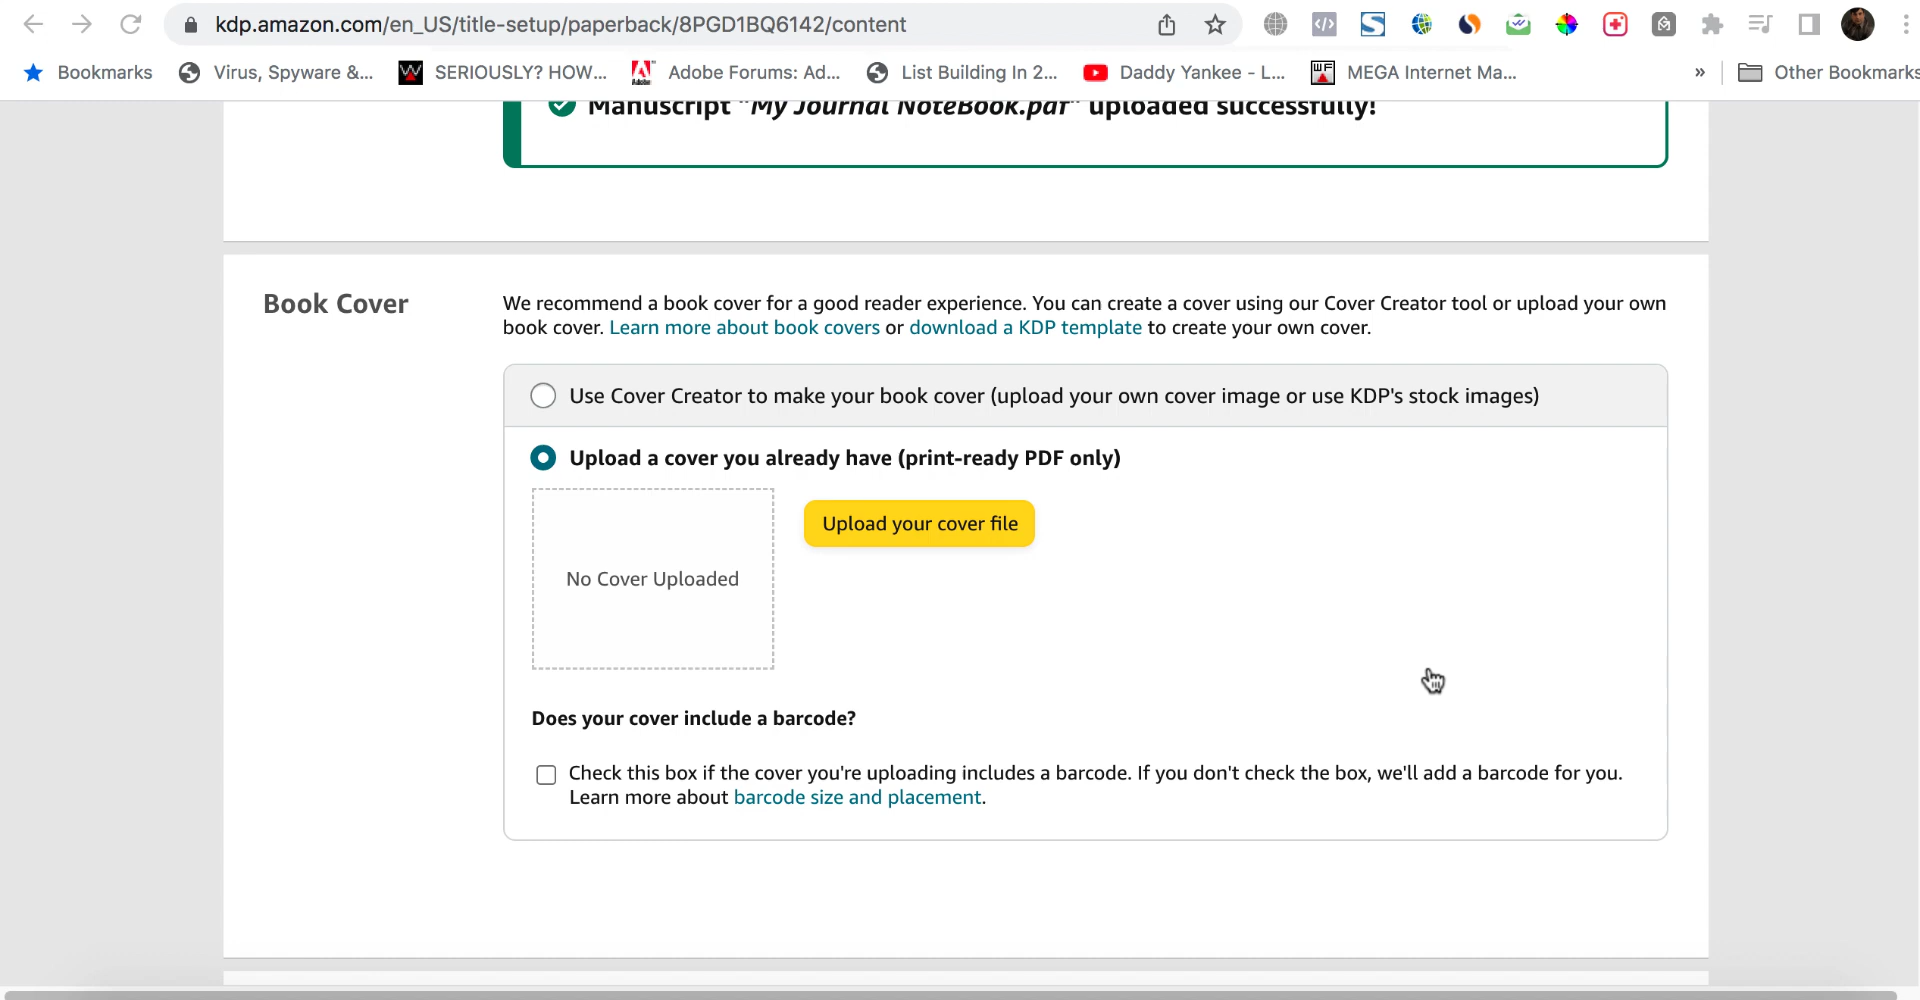 kdp.amazon.com/en_US/title-setup/paperback/8PGD1BQ6142/content
Bookmarks Virus, Spyware &... SERIOUSLY? HOW... Adobe Forums: Ad... List Building In 2... Daddy Yankee - L... MEGA Internet Ma... » Other Bookmarks
Manuscript "My Journal NoteBook.pdf" uploaded successfully!
Book Cover
We recommend a book cover for a good reader experience. You can create a cover using our Cover Creator tool or upload your own
book cover. Learn more about book covers or download a KDP template to create your own cover.
Use Cover Creator to make your book cover (upload your own cover image or use KDP's stock images)
Upload a cover you already have (print-ready PDF only)
Upload your cover file
No Cover Uploaded
Does your cover include a barcode?
Check this box if the cover you're uploading includes a barcode. If you don't check the box, we'll add a barcode for you.
Learn more about barcode size and placement.